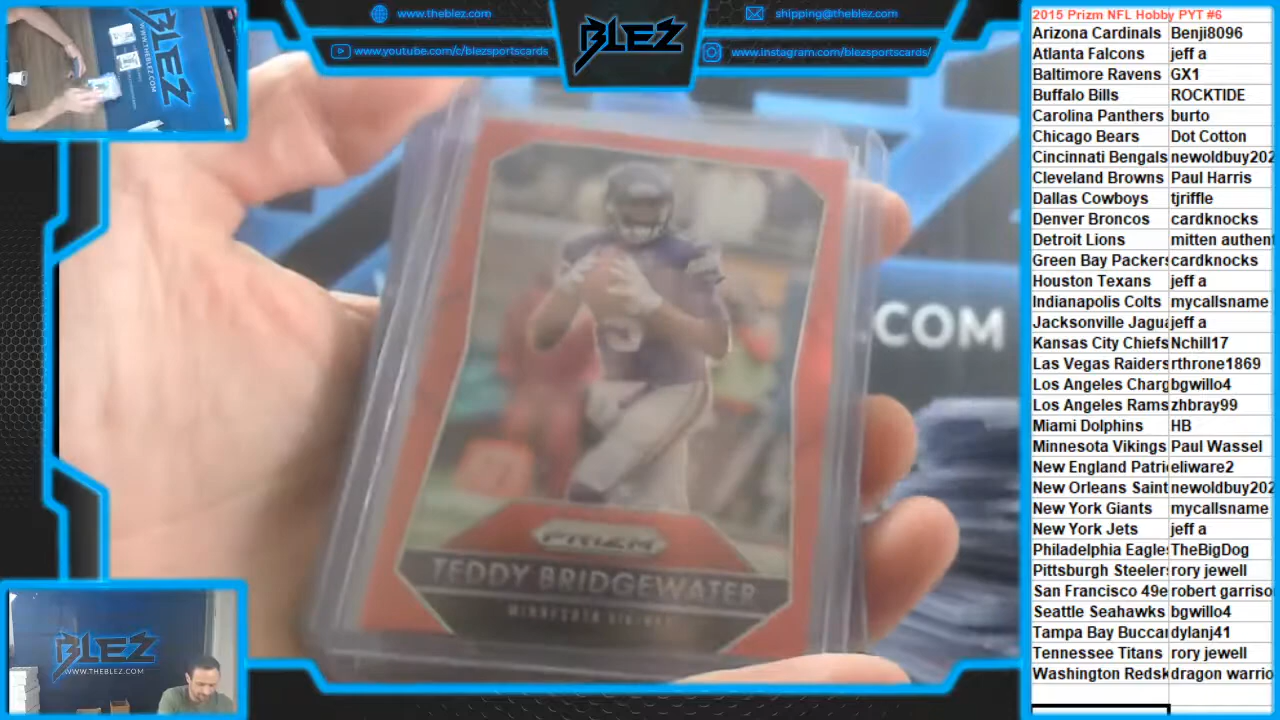 www.theblez.com
shipping@theblez.com
www.youtube.com/c/blezsportscards
www.instagram.com/blezsportscards/
BLEZ
2015 Prizm NFL Hobby PYT #6
Arizona Cardinals Benji8096
Atlanta Falcons jeff a
Baltimore Ravens GX1
Buffalo Bills ROCKTIDE
Carolina Panthers burto
Chicago Bears Dot Cotton
Cincinnati Bengals newoldbuy202
Cleveland Browns Paul Harris
Dallas Cowboys tjriffle
Denver Broncos cardknocks
Detroit Lions mitten authent
Green Bay Packers cardknocks
Houston Texans jeff a
Indianapolis Colts mycallsname
Jacksonville Jagua jeff a
Kansas City Chiefs Nchill17
Las Vegas Raiders rthrone1869
Los Angeles Charg bgwillo4
Los Angeles Rams zhbray99
Miami Dolphins HB
Minnesota Vikings Paul Wassel
New England Patri eliware2
New Orleans Saint newoldbuy202
New York Giants mycallsname
New York Jets jeff a
Philadelphia Eagle TheBigDog
Pittsburgh Steeler rory jewell
San Francisco 49e robert garriso
Seattle Seahawks bgwillo4
Tampa Bay Bucca dylanj41
Tennessee Titans rory jewell
Washington Redsk dragon warrio
.COM
PRIZM
TEDDY BRIDGEWATER
MINNESOTA VIKINGS
BLEZ
WWW.THEBLEZ.COM
BLEZ
WWW.THEBLEZ.COM